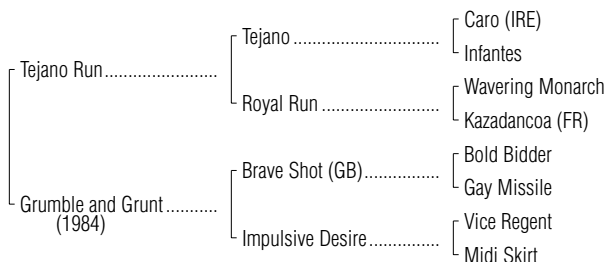 Caro (IRE)
Tejano..............................
Infantes
Tejano Run.......................
Wavering Monarch
Royal Run ........................
Kazadancoa (FR)
Bold Bidder
Brave Shot (GB)...............
Gay Missile
Grumble and Grunt ..........
(1984)
Vice Regent
Impulsive Desire ..............
Midi Skirt